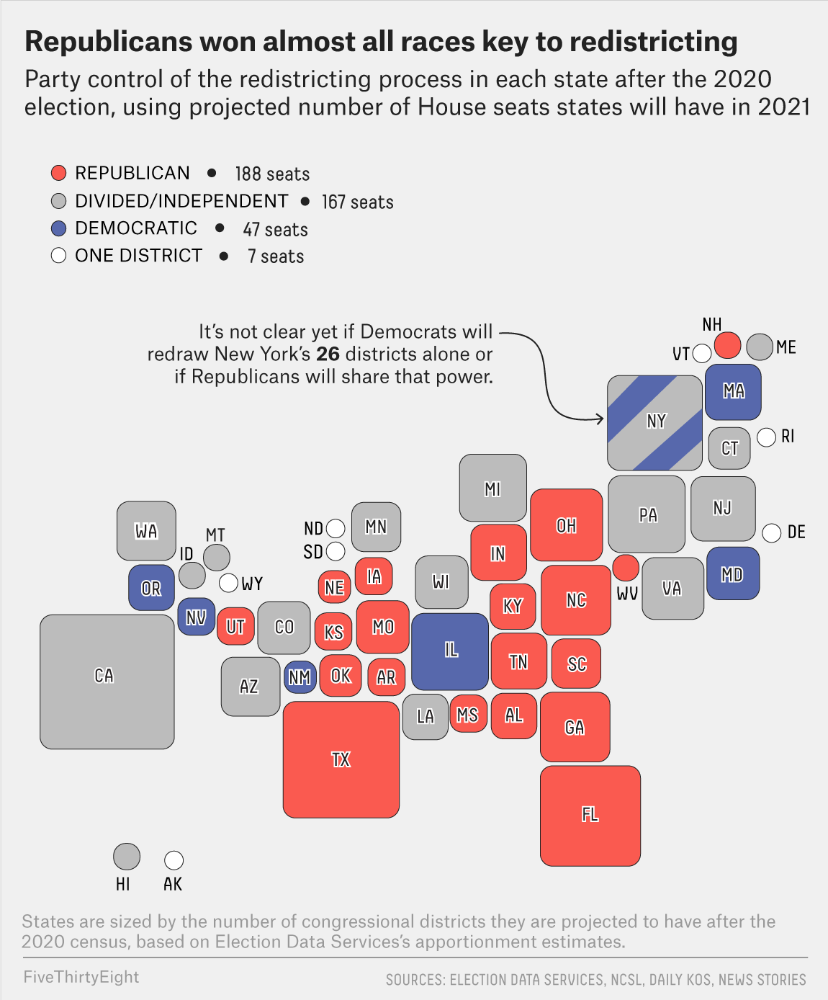 Republicans won almost all races key to redistricting
Party control of the redistricting process in each state after the 2020
election, using projected number of House seats states will have in 2021
REPUBLICAN • 188 seats
DIVIDED/INDEPENDENT • 167 seats
DEMOCRATIC • 47 seats
ONE DISTRICT • 7 seats
It's not clear yet if Democrats will
redraw New York's 26 districts alone or
if Republicans will share that power.
NH
VT
ME
MA
NY
RI
CT
MI
PA
NJ
OH
DE
WA
ND
MN
MT
SD
ID
IN
IA
MD
WY
WI
OR
NE
NC
WV
VA
NV
KY
UT
CO
KS
MO
IL
TN
SC
CA
AZ
NM
OK
AR
LA
MS
AL
GA
TX
FL
HI
AK
States are sized by the number of congressional districts they are projected to have after the
2020 census, based on Election Data Services's apportionment estimates.
FiveThirtyEight
SOURCES: ELECTION DATA SERVICES, NCSL, DAILY KOS, NEWS STORIES